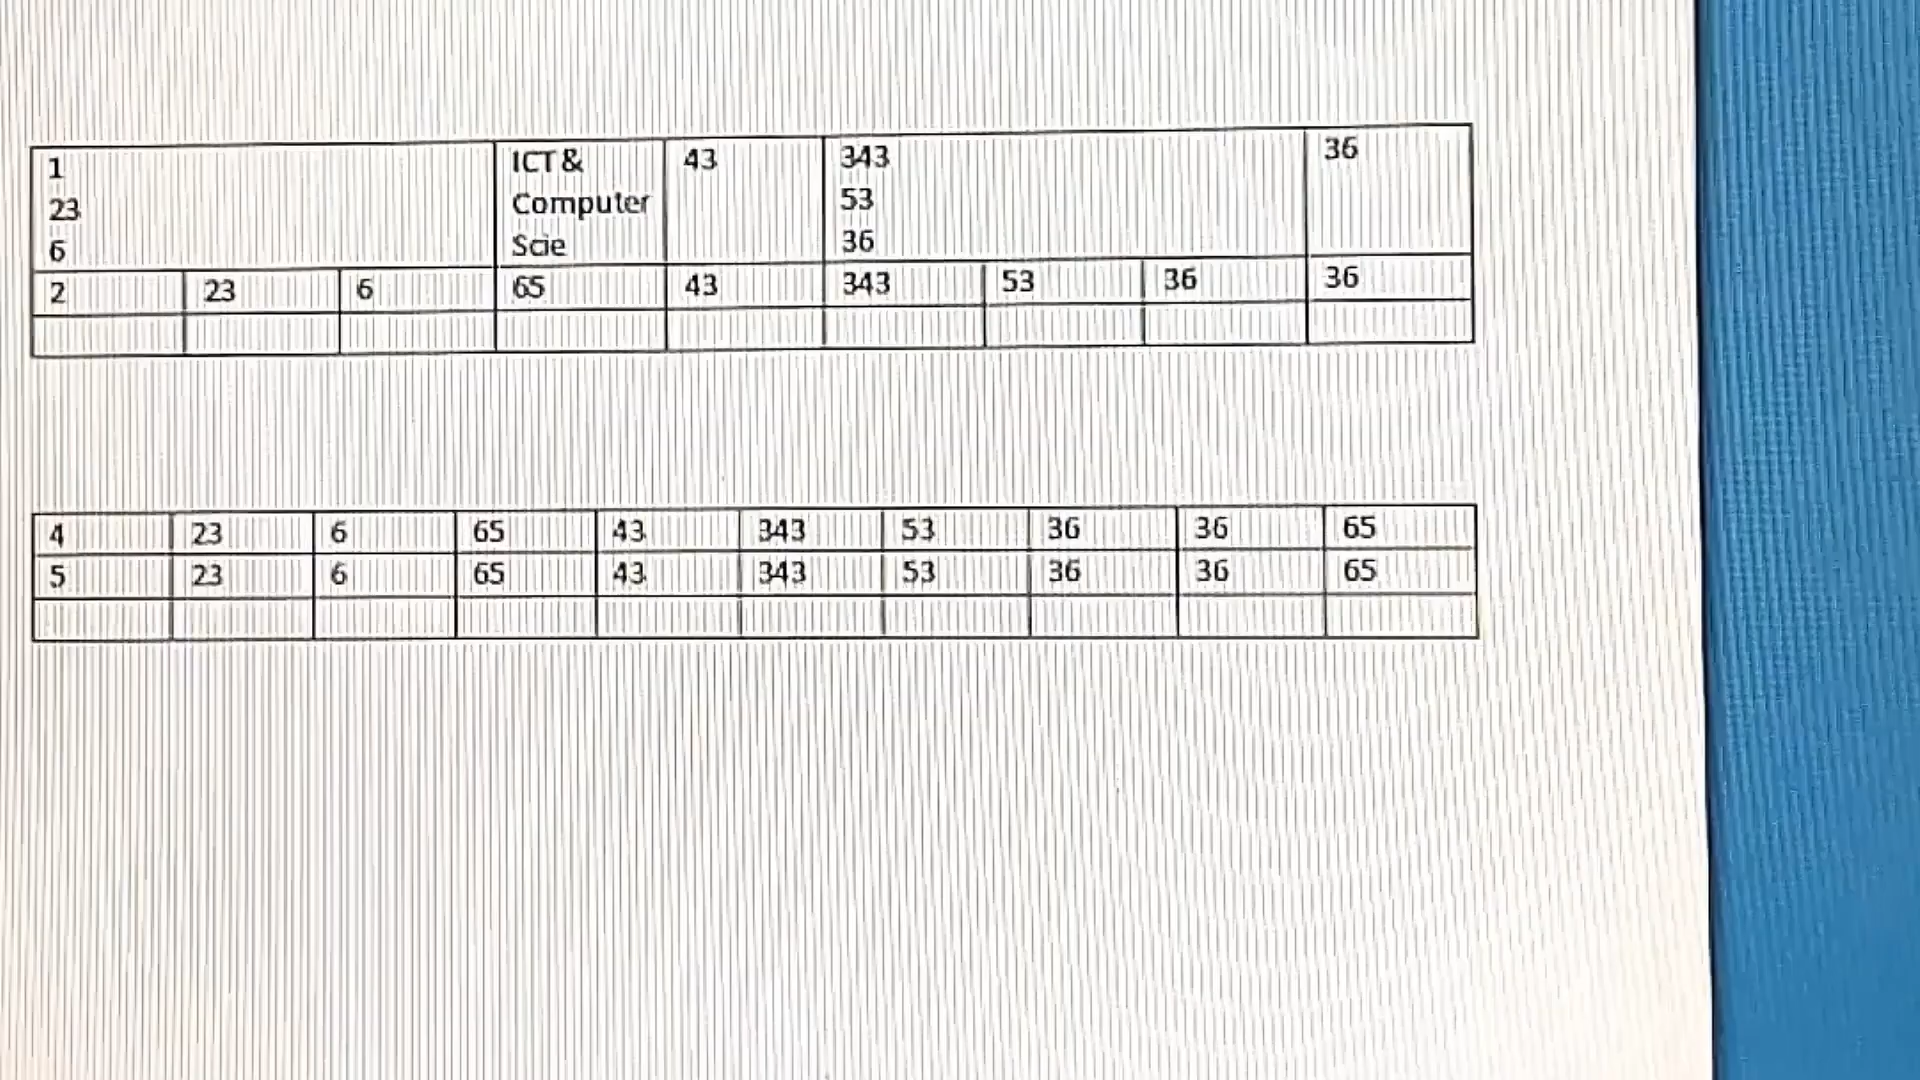 1 ICT & 43 343 36
23 Computer 53
6 Scie 36
2 23 6 65 43 343 53 36 36
4 23 6 65 43 343 53 36 36 65
5 23 6 65 43 343 53 36 36 65